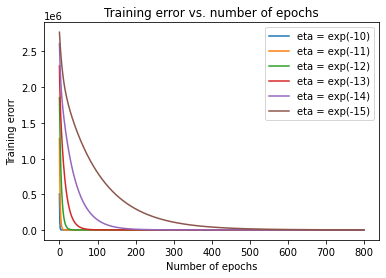 Training error vs. number of epochs
1e6
Training erorr
2.5
2.0
1.5
1.0
0.5
0.0
0 100 200 300 400 500 600 700 800
Number of epochs
eta = exp(-10)
eta = exp(-11)
eta = exp(-12)
eta = exp(-13)
eta = exp(-14)
eta = exp(-15)